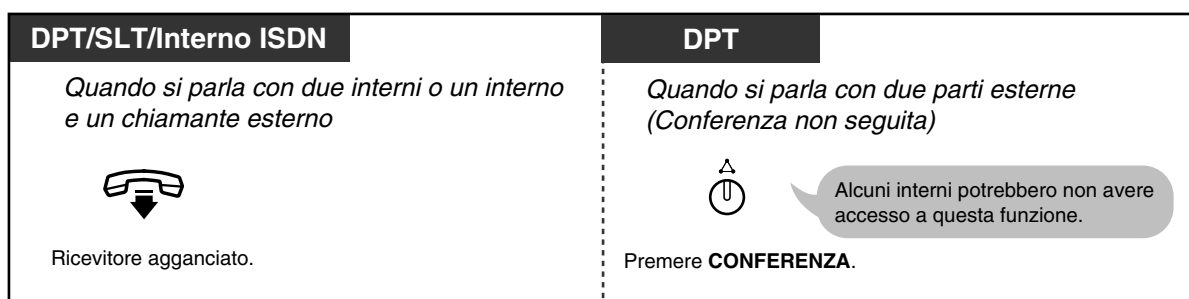 DPT/SLT/Interno ISDN
Quando si parla con due interni o un interno
e un chiamante esterno
Ricevitore agganciato.
DPT
Quando si parla con due parti esterne
(Conferenza non seguita)
Alcuni interni potrebbero non avere
accesso a questa funzione.
Premere CONFERENZA.